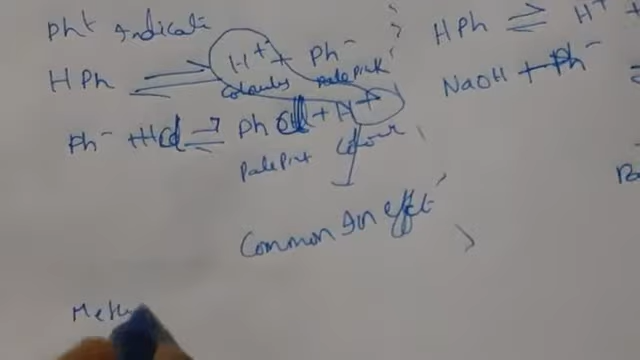 Ph+ Indicati
HPh ⇌ H+ + Ph-
Pale pink
Ph- + HCl ⇌ Ph Cl + H+
Pale pink Colour
Common Ion effect
Meth
HPh ⇌ H+ +
NaOH + Ph- ⇌